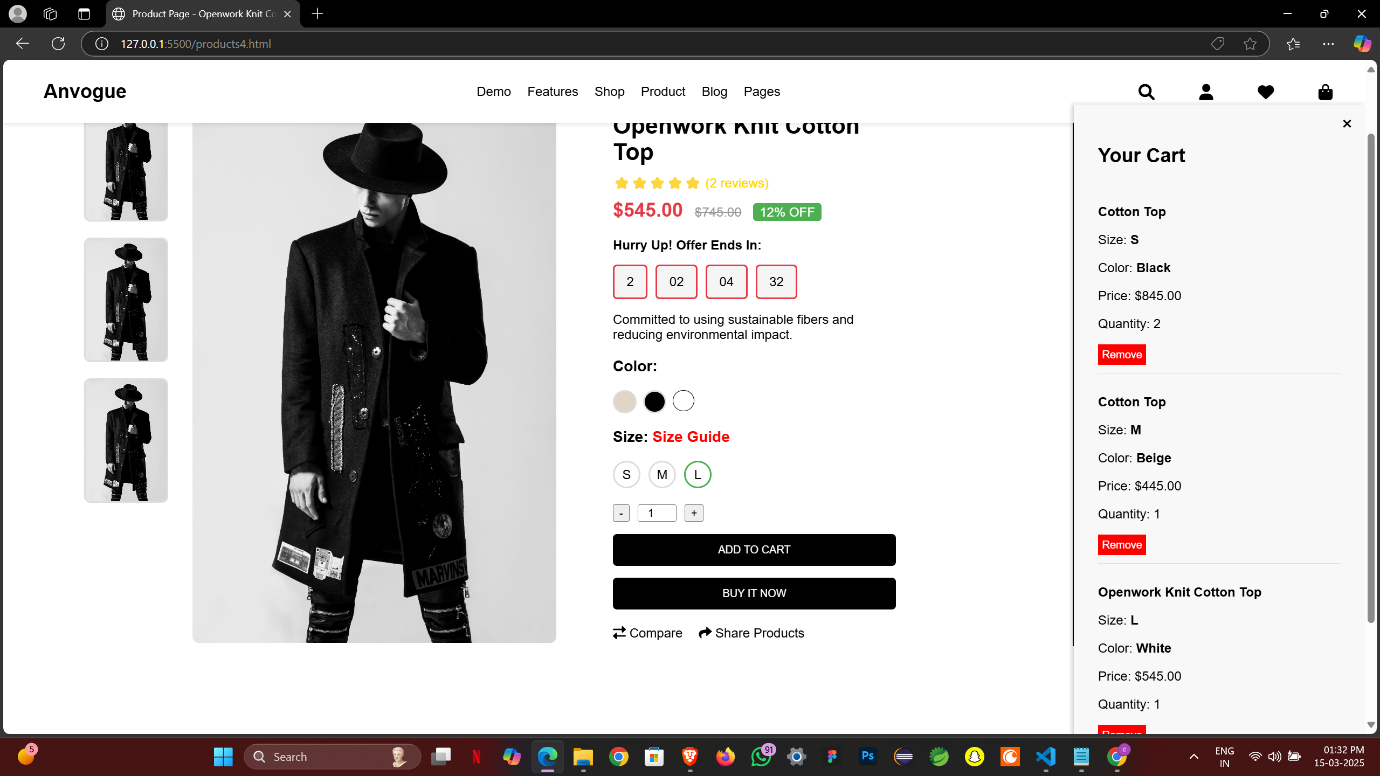 Product Page - Openwork Knit Co
127.0.0.1:5500/products4.html
Anvogue
Demo
Features
Shop
Product
Blog
Pages
Openwork Knit Cotton
Top
(2 reviews)
$545.00 $745.00 12% OFF
Hurry Up! Offer Ends In:
2 02 04 32
Committed to using sustainable fibers and
reducing environmental impact.
Color:
Size: Size Guide
S M L
- 1 +
ADD TO CART
BUY IT NOW
Compare
Share Products
MARVINS
Your Cart
Cotton Top
Size: S
Color: Black
Price: $845.00
Quantity: 2
Remove
Cotton Top
Size: M
Color: Beige
Price: $445.00
Quantity: 1
Remove
Openwork Knit Cotton Top
Size: L
Color: White
Price: $545.00
Quantity: 1
Remove
5
Search
91
Ps
ENG
IN
01:32 PM
15-03-2025